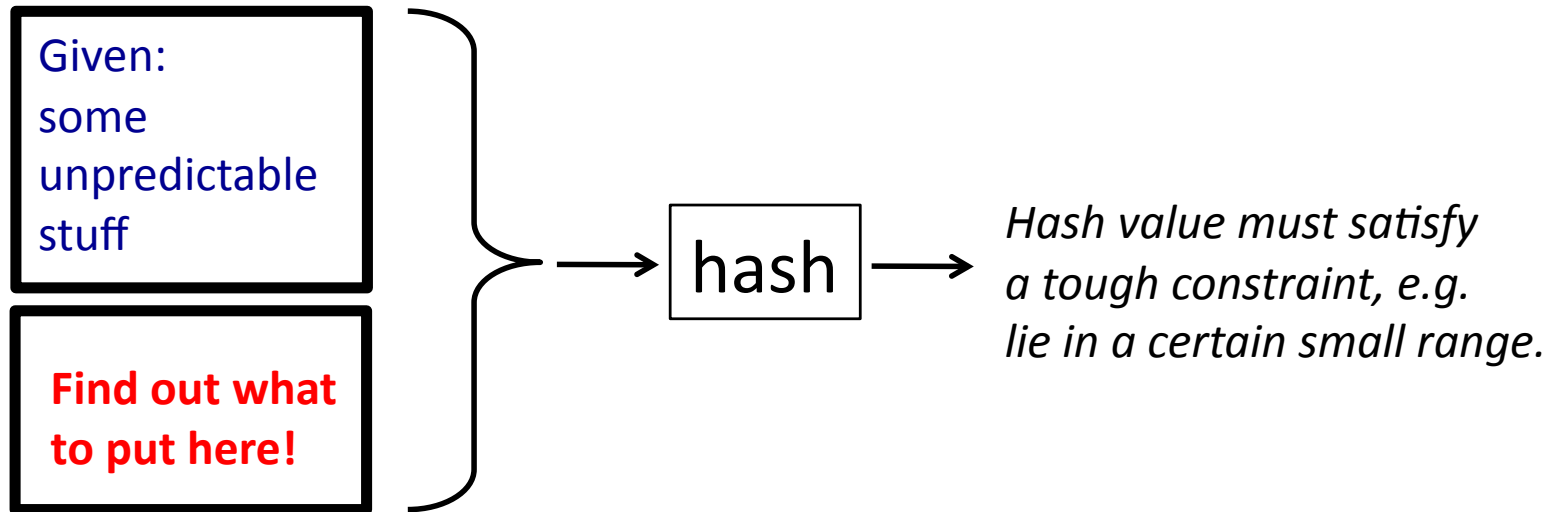 Given:
some
unpredictable
stuff
Find out what
to put here!
hash
Hash value must satisfy
a tough constraint, e.g.
lie in a certain small range.